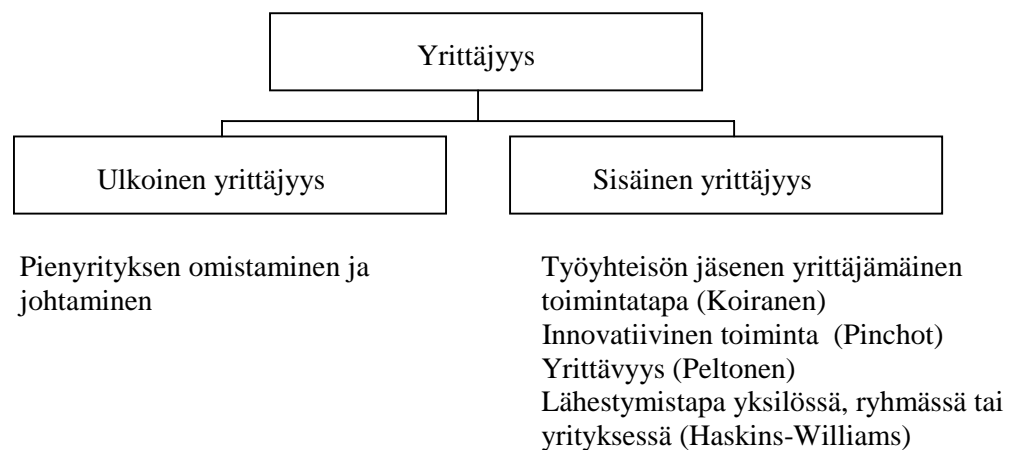 Yrittäjyys
Ulkoinen yrittäjyys
Sisäinen yrittäjyys
Pienyrityksen omistaminen ja
johtaminen
Työyhteisön jäsenen yrittäjämäinen
toimintatapa (Koiranen)
Innovatiivinen toiminta (Pinchot)
Yrittävyys (Peltonen)
Lähestymistapa yksilössä, ryhmässä tai
yrityksessä (Haskins-Williams)